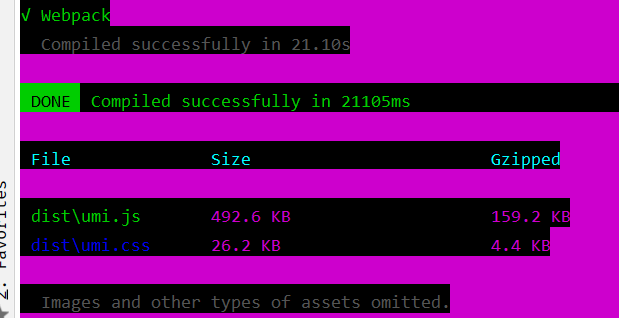 √ Webpack
Compiled successfully in 21.10s
DONE Compiled successfully in 21105ms
File Size Gzipped
dist\umi.js 492.6 KB 159.2 KB
dist\umi.css 26.2 KB 4.4 KB
Images and other types of assets omitted.
2: Favorites